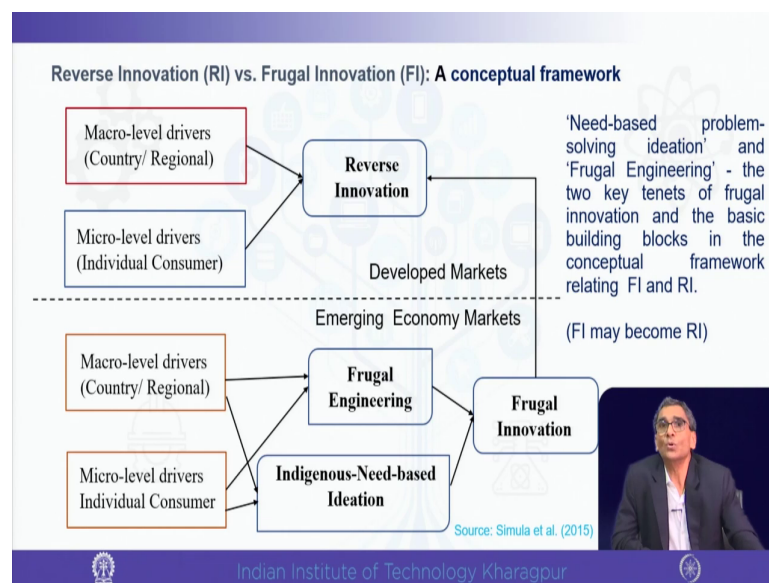 Reverse Innovation (RI) vs. Frugal Innovation (FI): A conceptual framework
Macro-level drivers
(Country/ Regional)
Reverse
Innovation
Micro-level drivers
(Individual Consumer)
Developed Markets
Emerging Economy Markets
Macro-level drivers
(Country/ Regional)
Frugal
Engineering
Frugal
Innovation
Micro-level drivers
Individual Consumer
Indigenous-Need-based
Ideation
Source: Simula et al. (2015)
'Need-based problem-
solving ideation' and
'Frugal Engineering' - the
two key tenets of frugal
innovation and the basic
building blocks in the
conceptual framework
relating FI and RI.
(FI may become RI)
Indian Institute of Technology Kharagpur